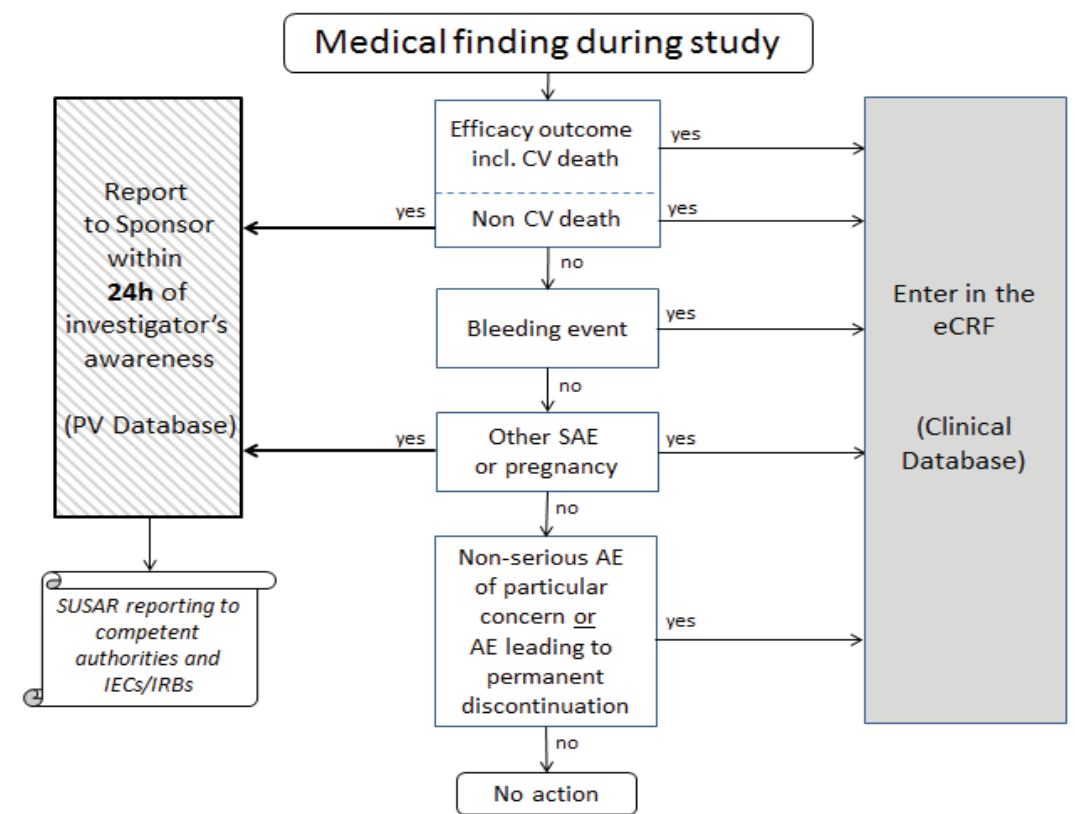 Medical finding during study
Efficacy outcome
incl. CV death
yes
Non CV death
yes
yes
no
Report
to Sponsor
within
24h of
investigator's
awareness
(PV Database)
Bleeding event
yes
no
Enter in the
eCRF
(Clinical
Database)
Other SAE
or pregnancy
yes
yes
no
Non-serious AE
of particular
concern or
AE leading to
permanent
discontinuation
yes
no
SUSAR reporting to
competent
authorities and
IECs/IRBs
No action